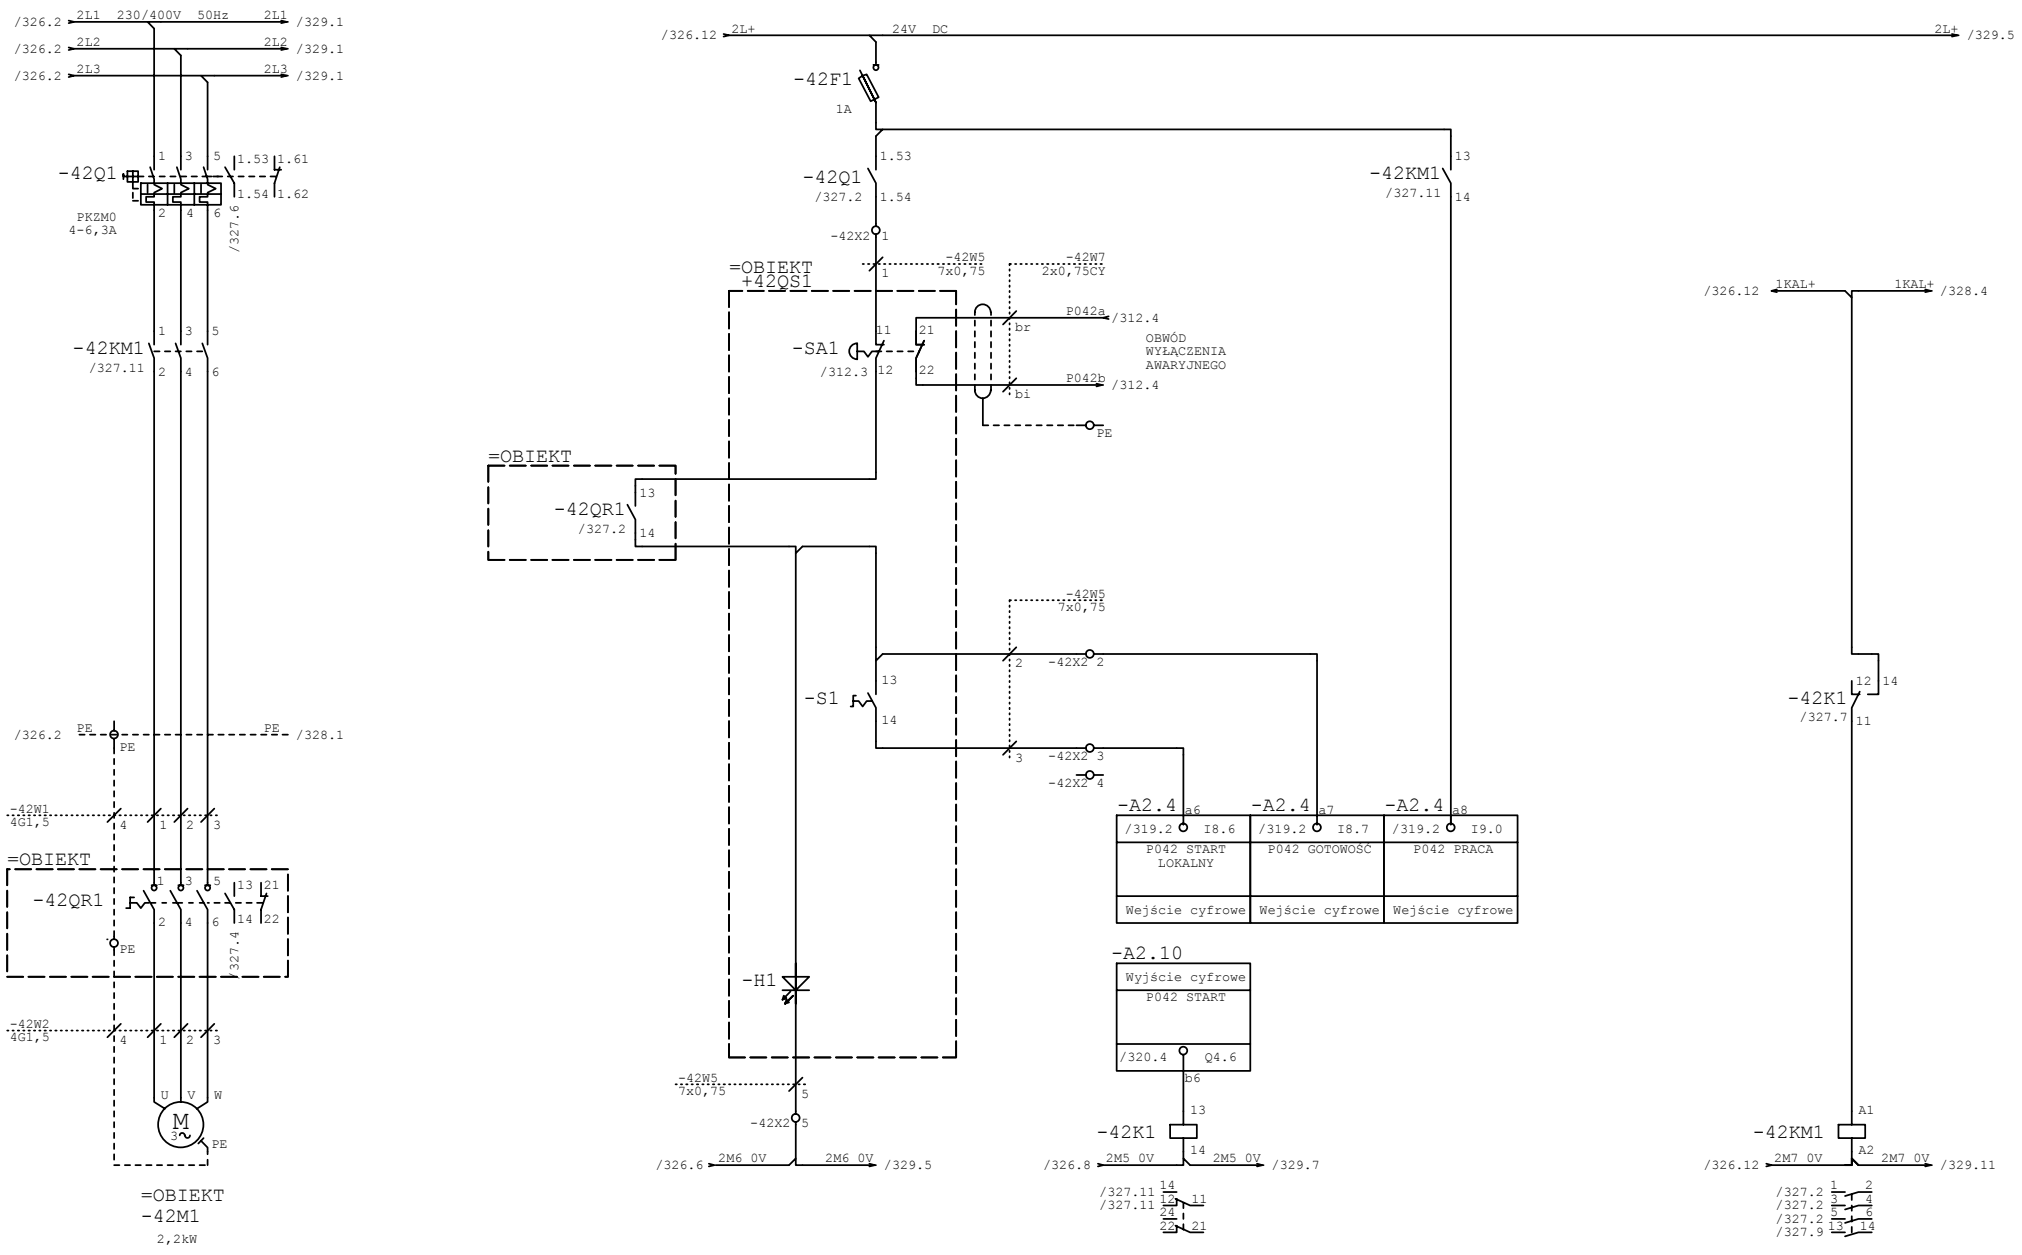 /326.2 2L1 230/400V 50Hz 2L1 /329.1
/326.2 2L2 2L2 /329.1
/326.2 2L3 2L3 /329.1
-42Q1
1 3 5 1.53 1.61
2 4 6 1.54 1.62
PKZM0
4-6,3A
/327.6
1 3 5
-42KM1
/327.11
2 4 6
/326.2 PE PE /328.1
PE
-42W1
4G1,5
4 1 2 3
=OBIEKT
-42QR1
1 3 5 13 21
2 4 6 14 22
PE
/327.4
-42W2
4G1,5
4 1 2 3
U V W
M
3
PE
=OBIEKT
-42M1
2,2kW
/326.12 2L+ 24V DC 2L+ /329.5
-42F1
1A
1.53
-42Q1
/327.2 1.54
-42X2 1
-42W5
7x0,75
1
=OBIEKT
+42QS1
-42W7
2x0,75CY
P042a /312.4
br
11 21
-SA1
/312.3 12 22
OBWÓD
WYŁĄCZENIA
AWARYJNEGO
P042b /312.4
bi
PE
=OBIEKT
13
-42QR1
/327.2 14
-42W5
7x0,75
2 -42X2 2
13
-S1
14
3 -42X2 3
-42X2 4
-H1
-42W5
7x0,75
5
-42X2 5
/326.6 2M6 0V 2M6 0V /329.5
13
-42KM1
/327.11 14
-A2.4 a6 -A2.4 a7 -A2.4 a8
/319.2 I8.6 /319.2 I8.7 /319.2 I9.0
P042 START
LOKALNY
P042 GOTOWOŚĆ
P042 PRACA
Wejście cyfrowe Wejście cyfrowe Wejście cyfrowe
-A2.10
Wyjście cyfrowe
P042 START
/320.4 Q4.6
b6
13
-42K1
14
/326.8 2M5 0V 2M5 0V /329.7
/327.11 14
/327.11 12 11
24
22 21
/326.12 1KAL+ 1KAL+ /328.4
12 14
-42K1
/327.7 11
A1
-42KM1
A2
/326.12 2M7 0V 2M7 0V /329.11
/327.2 1 2
/327.2 3 4
/327.2 5 6
/327.9 13 14